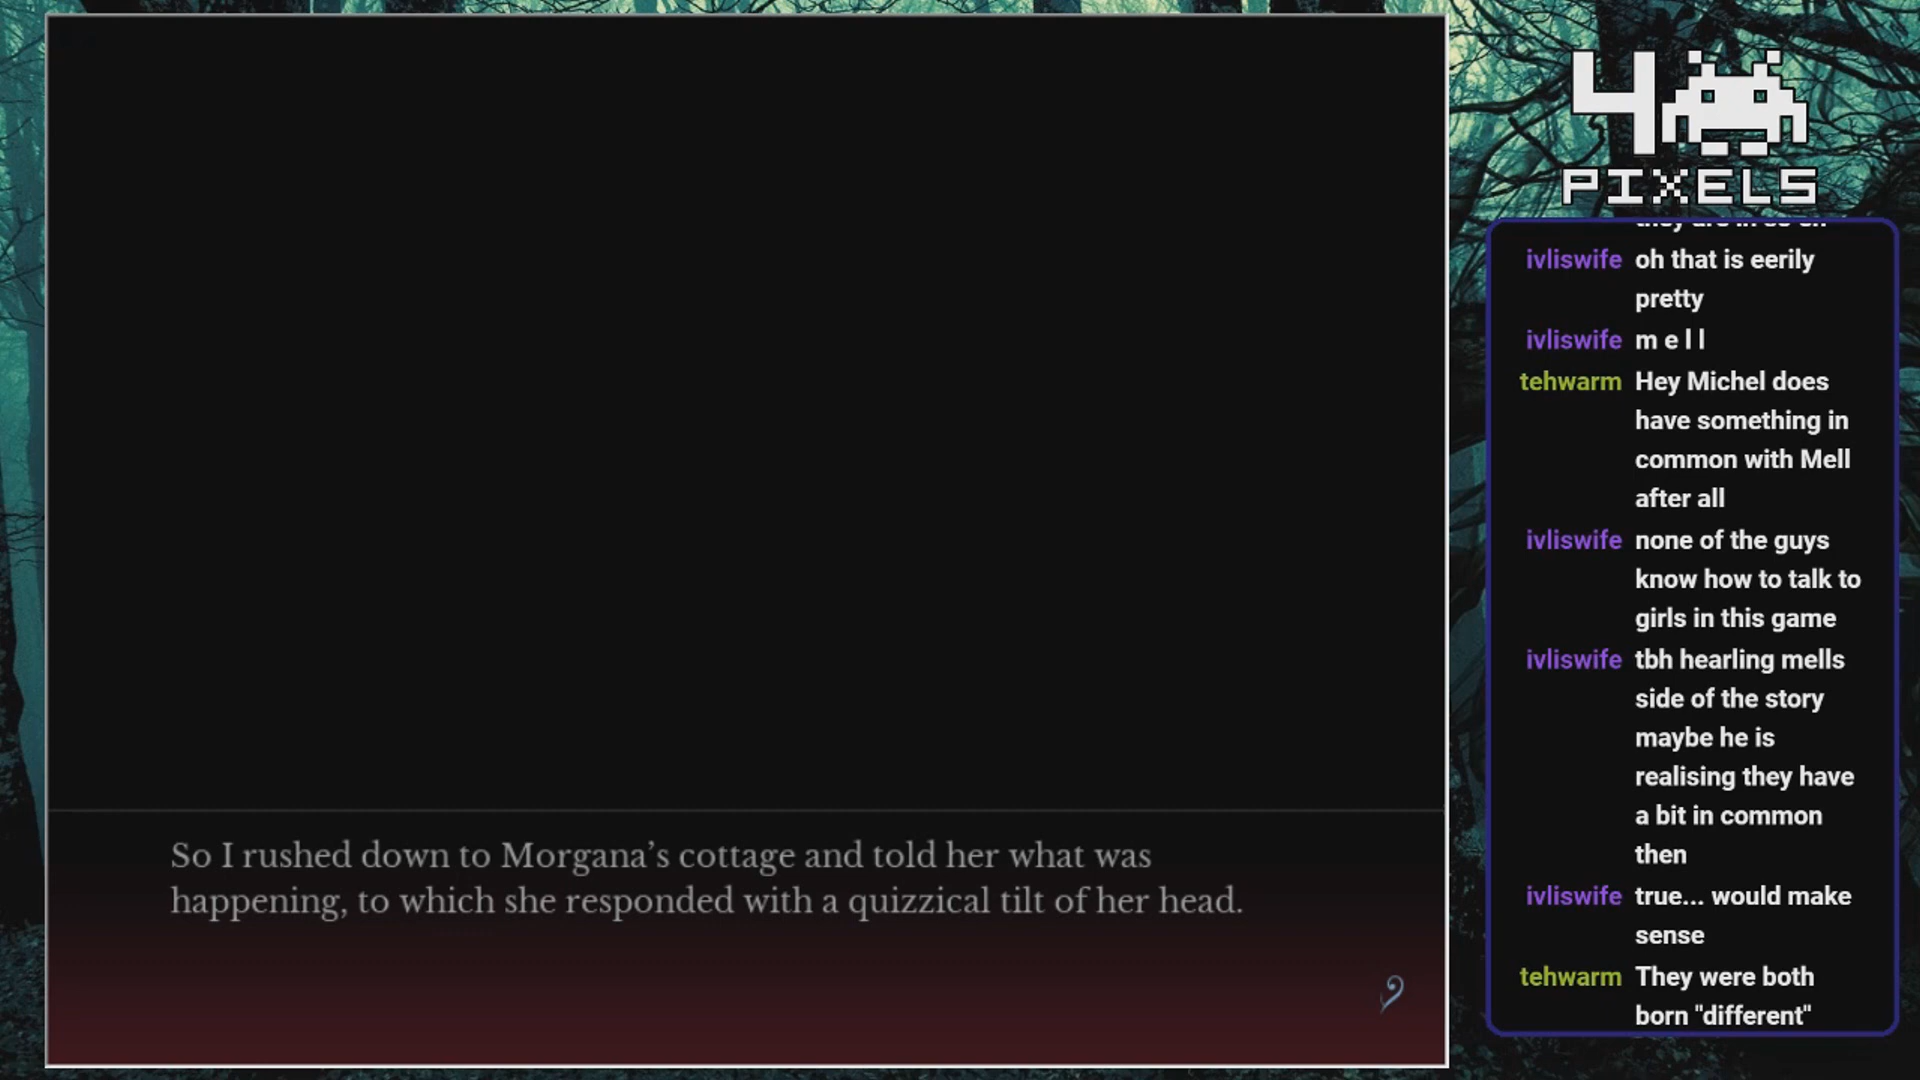 So I rushed down to Morgana’s cottage and told her what was
happening, to which she responded with a quizzical tilt of her head.
4
PIXELS
they are in so
ivliswife oh that is eerily
pretty
ivliswife m e l l
tehwarm Hey Michel does
have something in
common with Mell
after all
ivliswife none of the guys
know how to talk to
girls in this game
ivliswife tbh hearling mells
side of the story
maybe he is
realising they have
a bit in common
then
ivliswife true... would make
sense
tehwarm They were both
born "different"